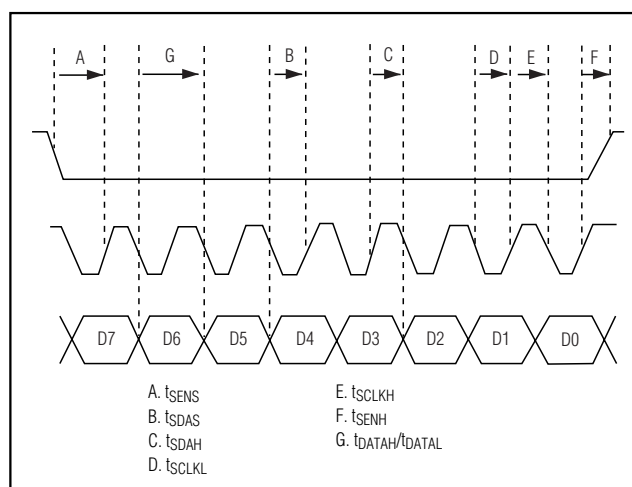 A G B C D E F
D7 D6 D5 D4 D3 D2 D1 D0
A. tSENS
B. tSDAS
C. tSDAH
D. tSCLKL
E. tSCLKH
F. tSENH
G. tDATAH/tDATAL